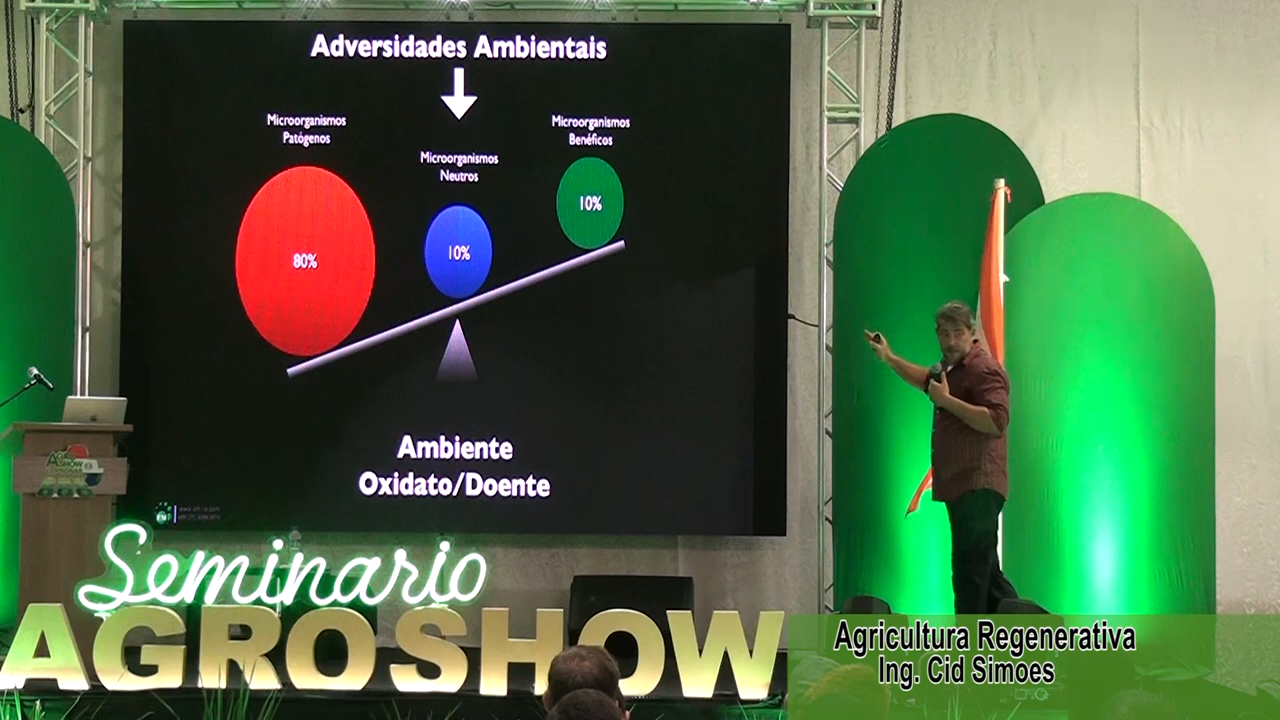 Adversidades Ambientais
Microorganismos
Patógenos
Microorganismos
Neutros
Microorganismos
Benéficos
80%
10%
10%
Ambiente
Oxidato/Doente
Seminario
AGROSHOW
Agricultura Regenerativa
Ing. Cid Simoes